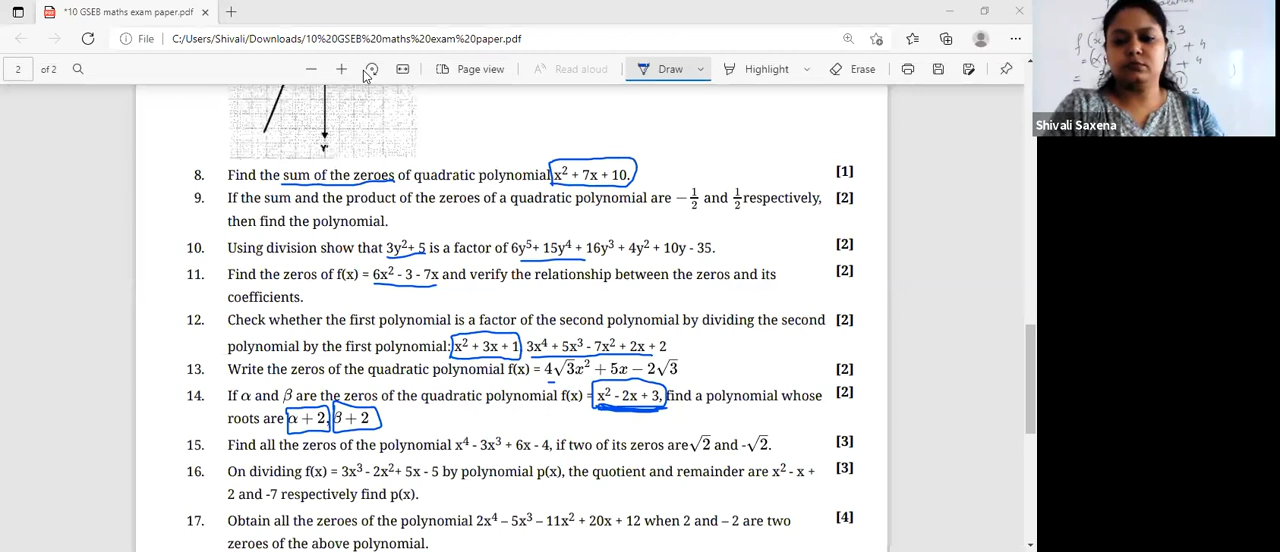 *10 GSEB maths exam paper.pdf
File C:/Users/Shivali/Downloads/10%20GSEB%20maths%20exam%20paper.pdf
2 of 2 Page view Read aloud Draw Highlight Erase
Y'
8. Find the sum of the zeroes of quadratic polynomial x² + 7x + 10. [1]
9. If the sum and the product of the zeroes of a quadratic polynomial are −1/2 and 1/2 respectively, [2]
then find the polynomial.
10. Using division show that 3y²+ 5 is a factor of 6y⁵+ 15y⁴ + 16y³ + 4y² + 10y - 35. [2]
11. Find the zeros of f(x) = 6x² - 3 - 7x and verify the relationship between the zeros and its [2]
coefficients.
12. Check whether the first polynomial is a factor of the second polynomial by dividing the second [2]
polynomial by the first polynomial: x² + 3x + 1, 3x⁴ + 5x³ - 7x² + 2x + 2
13. Write the zeros of the quadratic polynomial f(x) = 4√3x² + 5x − 2√3 [2]
14. If α and β are the zeros of the quadratic polynomial f(x) = x² - 2x + 3, find a polynomial whose [2]
roots are α + 2, β + 2
15. Find all the zeros of the polynomial x⁴ - 3x³ + 6x - 4, if two of its zeros are √2 and -√2. [3]
16. On dividing f(x) = 3x³ - 2x²+ 5x - 5 by polynomial p(x), the quotient and remainder are x² - x + [3]
2 and -7 respectively find p(x).
17. Obtain all the zeroes of the polynomial 2x⁴ – 5x³ – 11x² + 20x + 12 when 2 and – 2 are two [4]
zeroes of the above polynomial.
Shivali Saxena